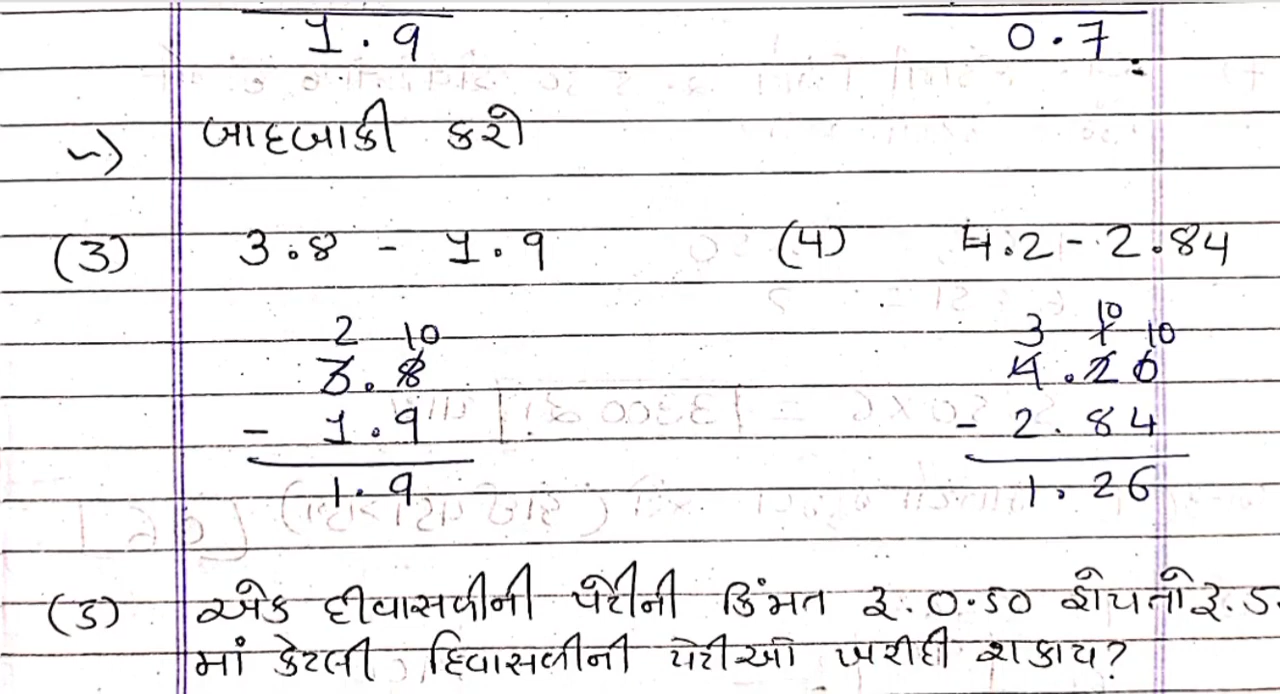 1.9 0.7
→) બાદબાકી કરો
(3) 3.8 - 1.9 (4) 4.2 - 2.84
2 10 3 10 10
3.8 4.20
- 1.9 - 2.84
1.9 1.26
(5) એક દીવાસળીની પેટીની કિંમત રૂ. 0.50 હોયતો રૂ. 5.
માં કેટલી દિવાસળીની પેટીઓ ખરીદી શકાય?